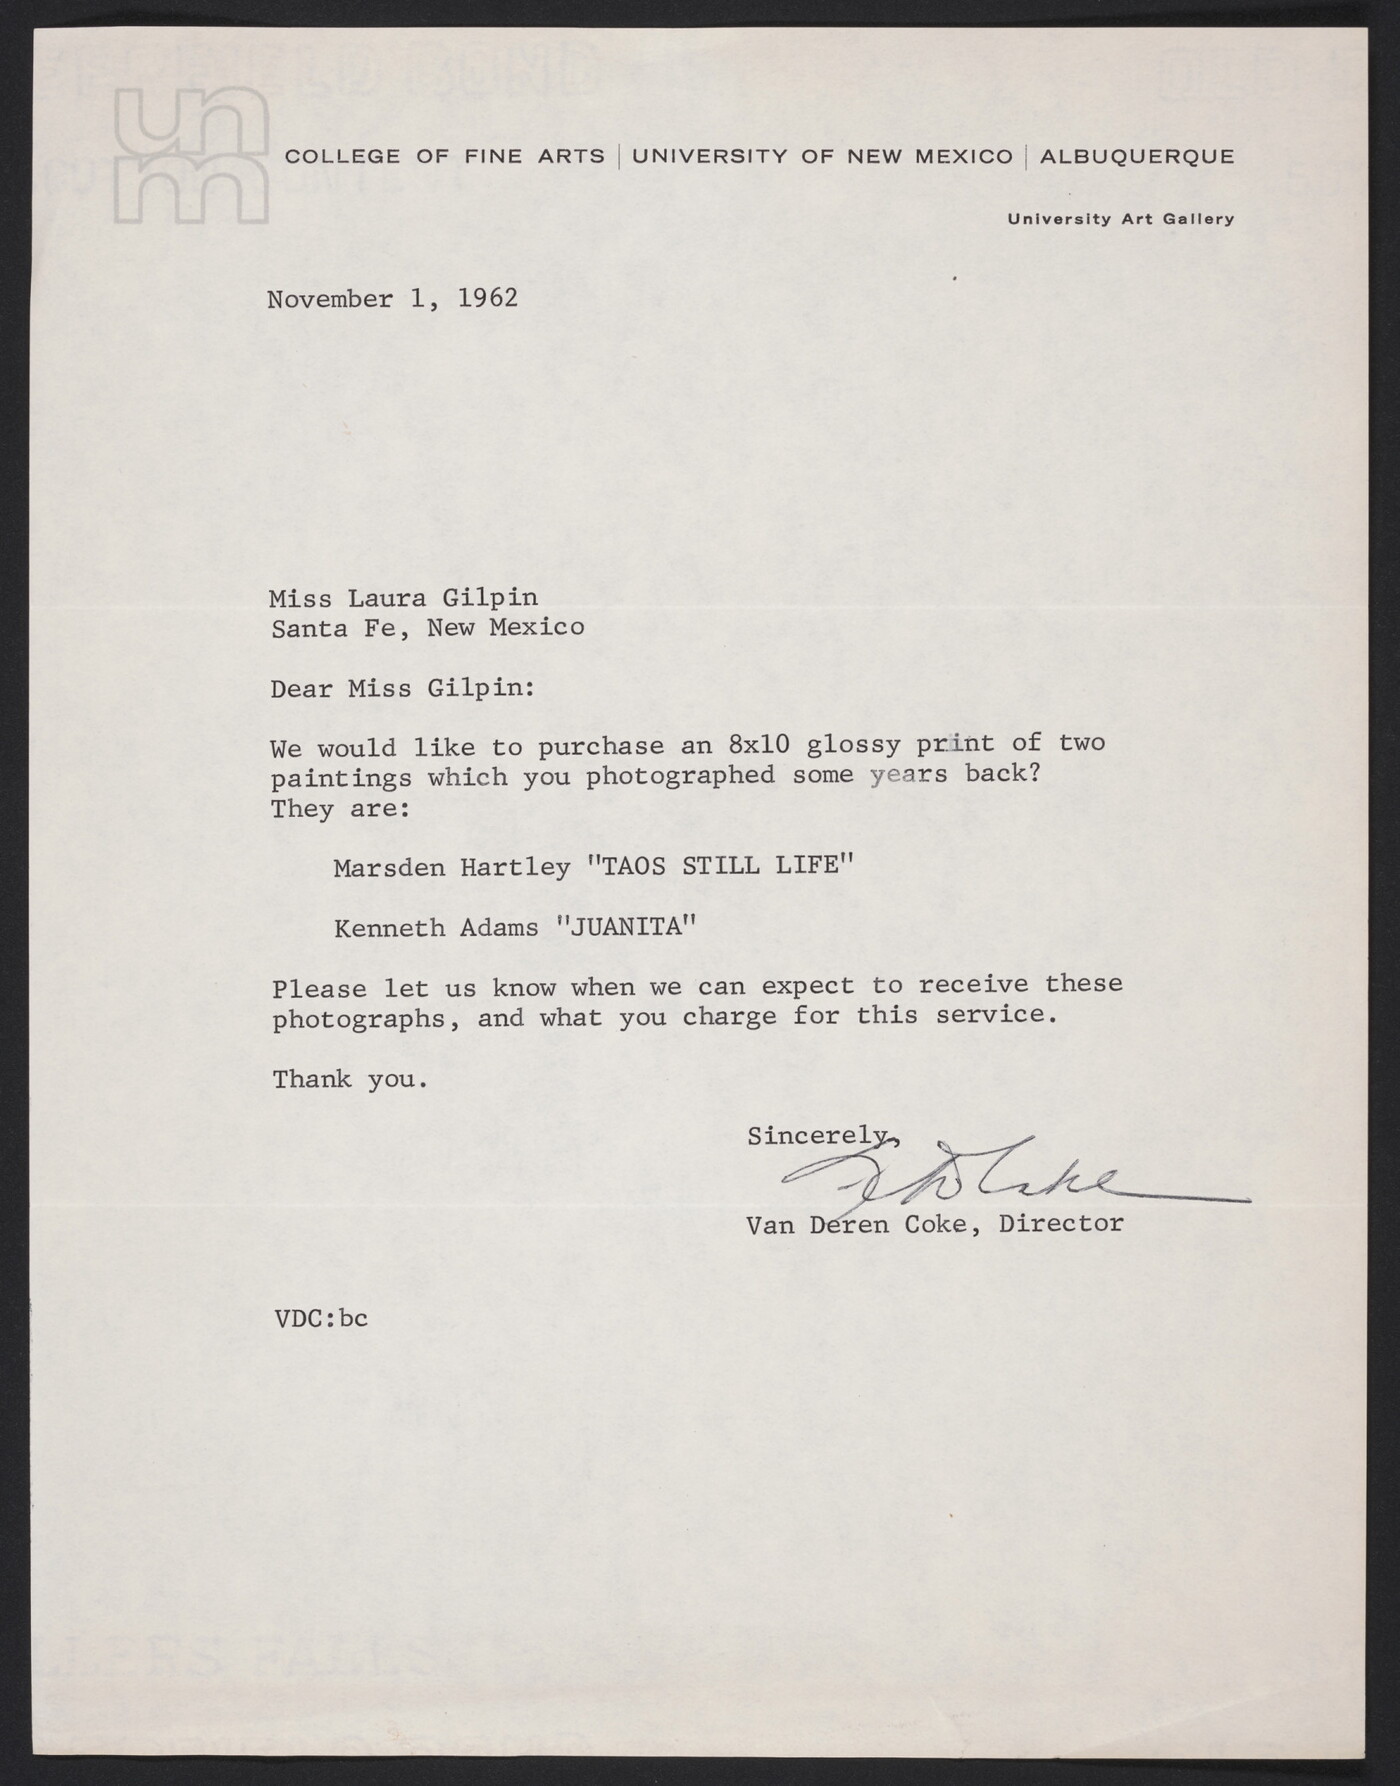 unm
COLLEGE OF FINE ARTS | UNIVERSITY OF NEW MEXICO | ALBUQUERQUE
University Art Gallery
November 1, 1962
Miss Laura Gilpin
Santa Fe, New Mexico
Dear Miss Gilpin:
We would like to purchase an 8x10 glossy print of two
paintings which you photographed some years back?
They are:
Marsden Hartley "TAOS STILL LIFE"
Kenneth Adams "JUANITA"
Please let us know when we can expect to receive these
photographs, and what you charge for this service.
Thank you.
Sincerely,
Van Deren Coke, Director
VDC:bc